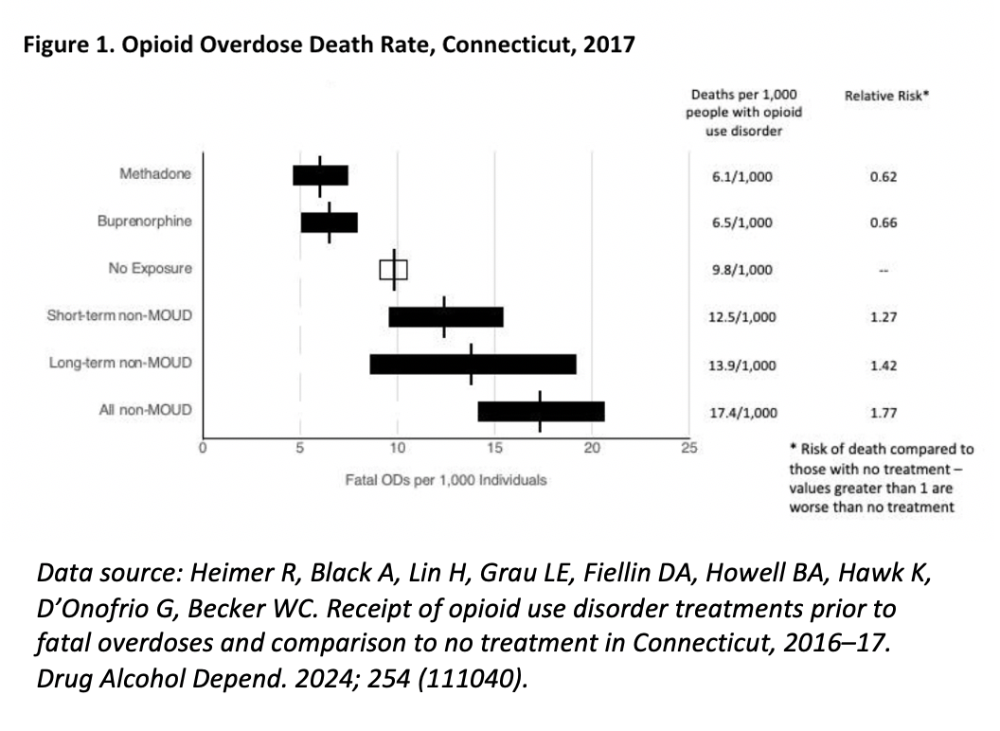 Figure 1. Opioid Overdose Death Rate, Connecticut, 2017
Deaths per 1,000
people with opioid
use disorder
Relative Risk*
Methadone
6.1/1,000
0.62
Buprenorphine
6.5/1,000
0.66
No Exposure
9.8/1,000
--
Short-term non-MOUD
12.5/1,000
1.27
Long-term non-MOUD
13.9/1,000
1.42
All non-MOUD
17.4/1,000
1.77
0
5
10
15
20
25
Fatal ODs per 1,000 Individuals
* Risk of death compared to
those with no treatment –
values greater than 1 are
worse than no treatment
Data source: Heimer R, Black A, Lin H, Grau LE, Fiellin DA, Howell BA, Hawk K,
D’Onofrio G, Becker WC. Receipt of opioid use disorder treatments prior to
fatal overdoses and comparison to no treatment in Connecticut, 2016–17.
Drug Alcohol Depend. 2024; 254 (111040).